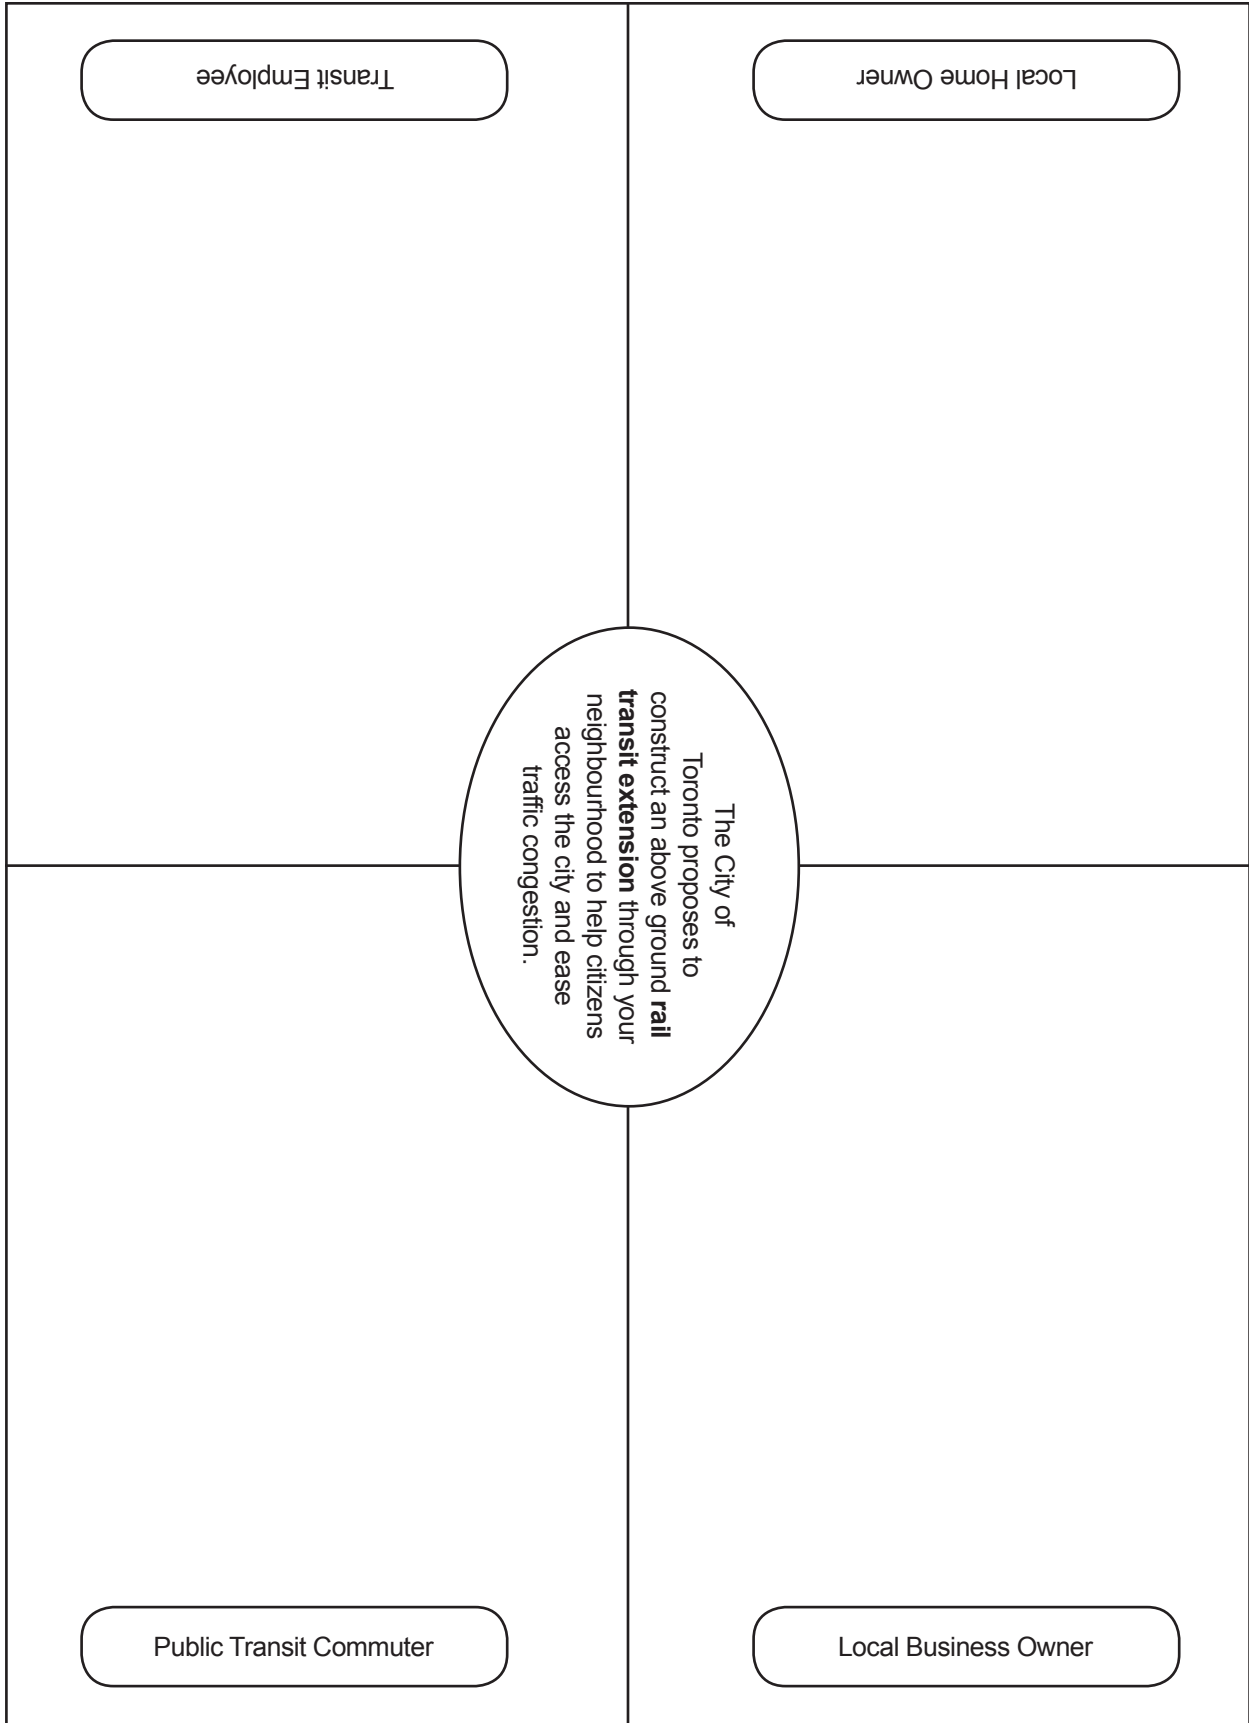 Transit Employee
Local Home Owner
The City of
Toronto proposes to
construct an above ground rail
transit extension through your
neighbourhood to help citizens
access the city and ease
traffic congestion.
Public Transit Commuter
Local Business Owner